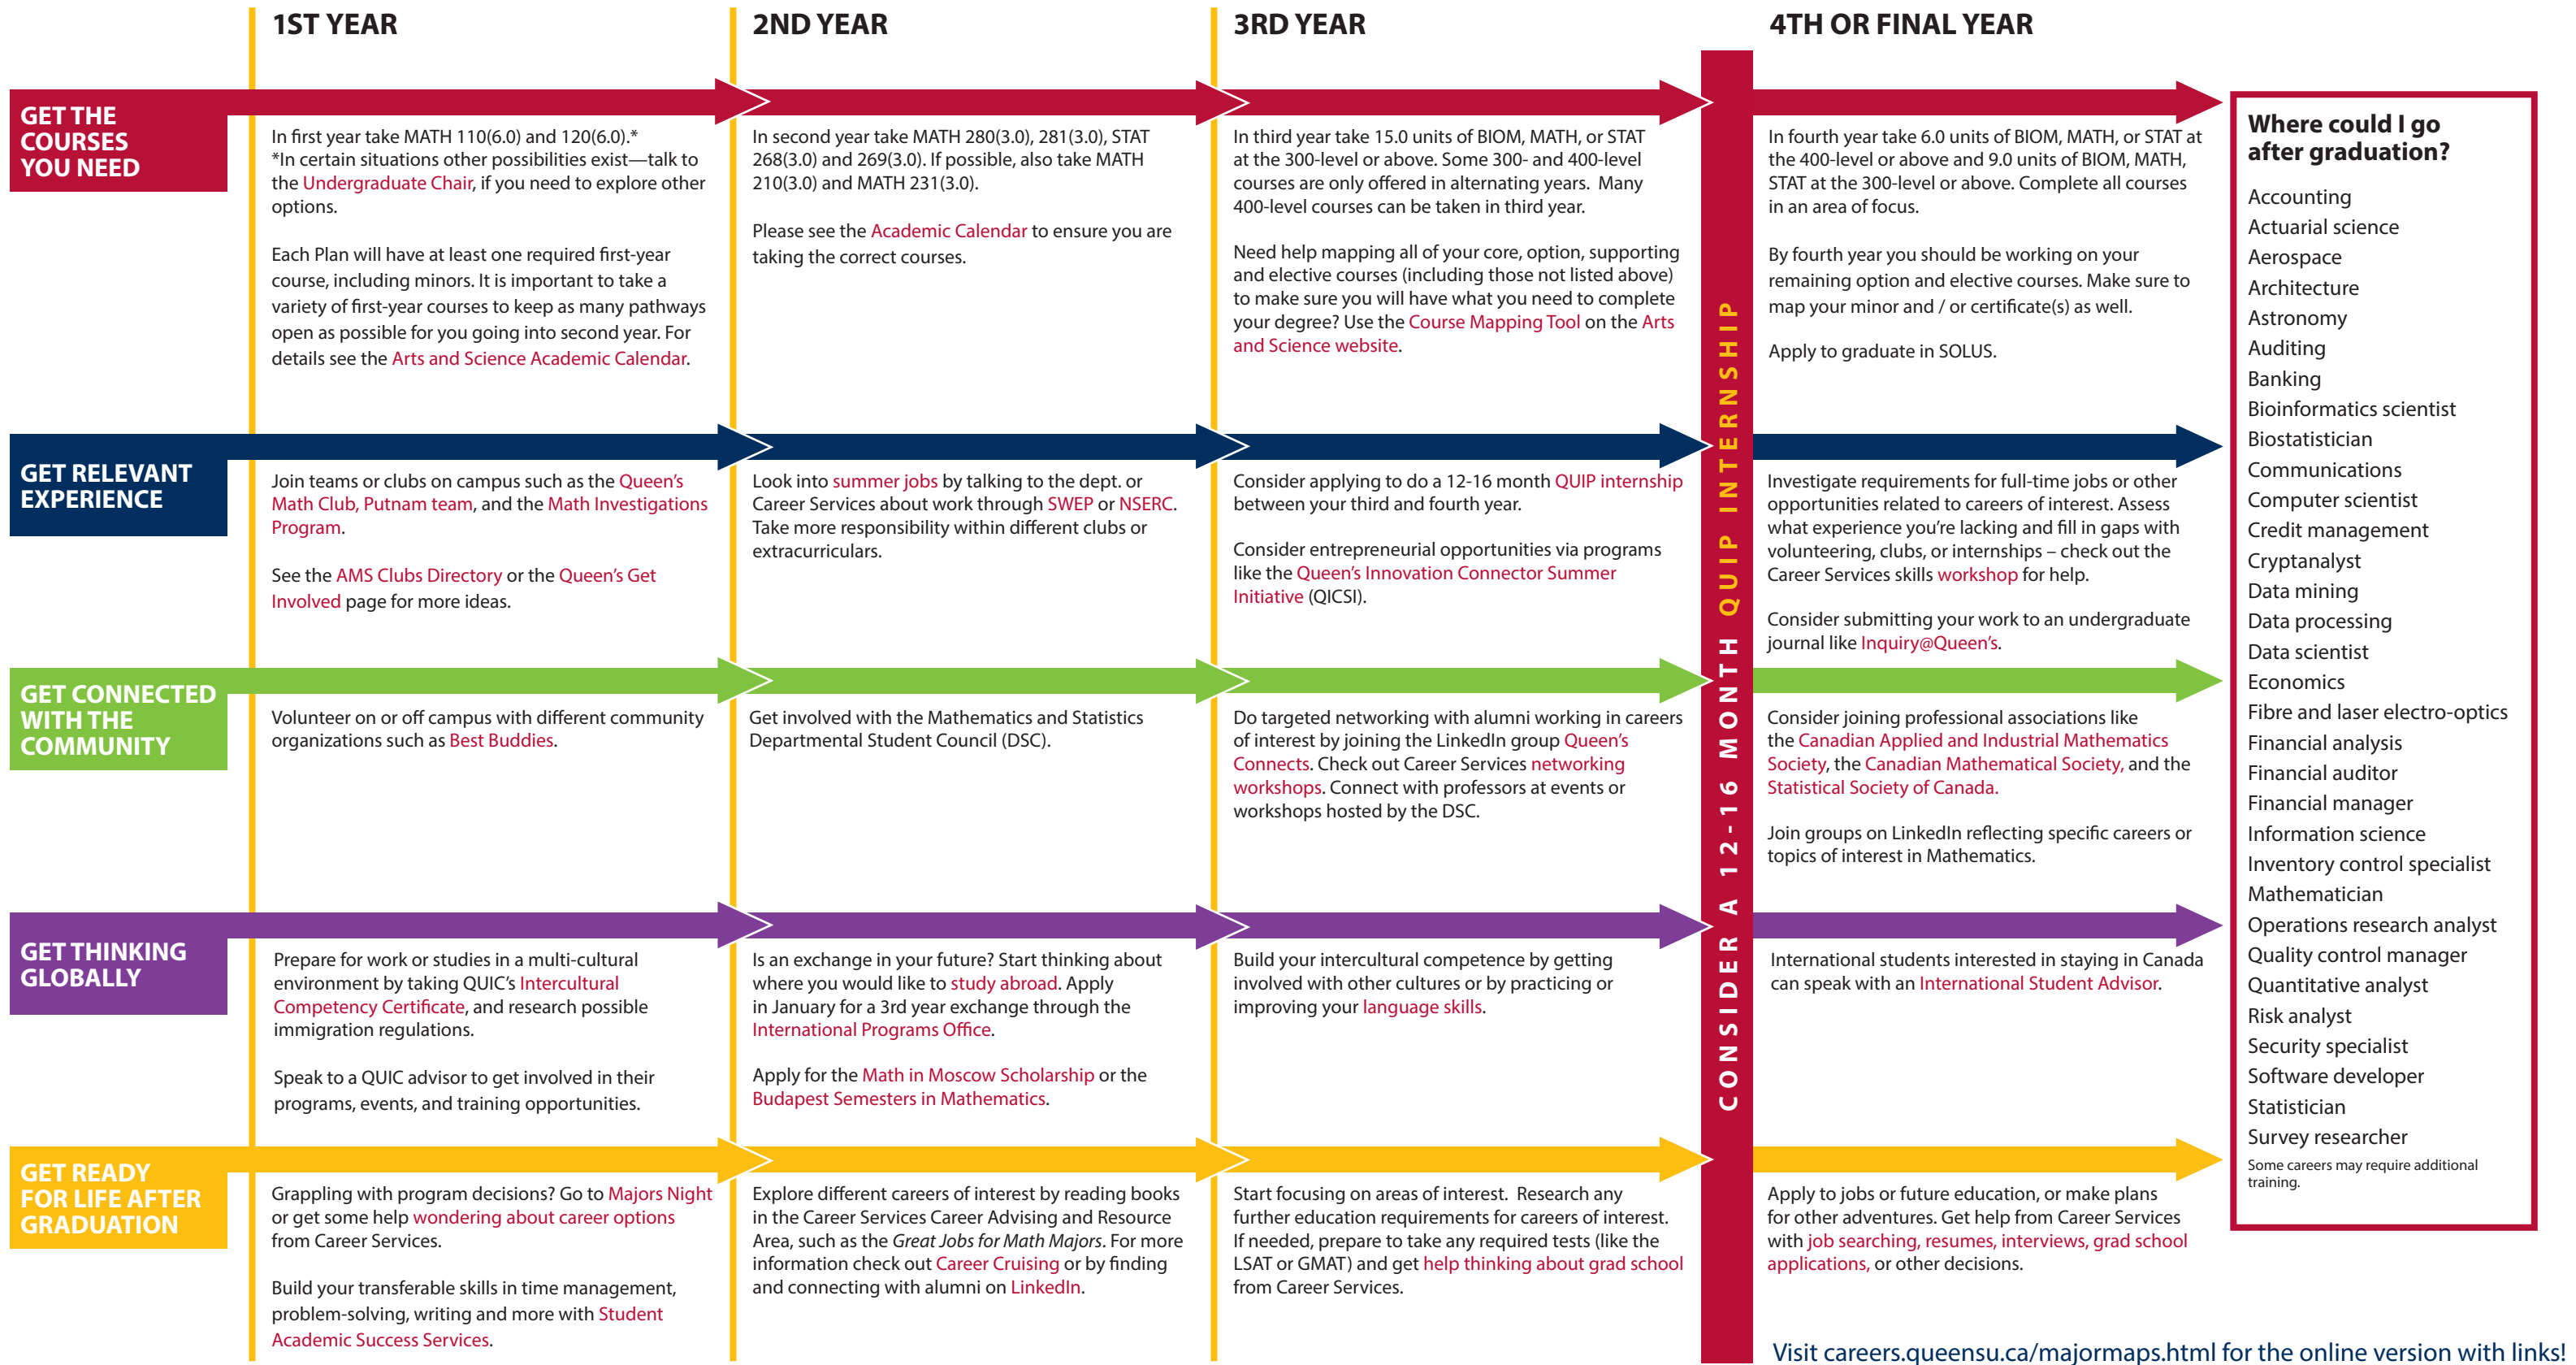 1ST YEAR
2ND YEAR
3RD YEAR
4TH OR FINAL YEAR
GET THE
COURSES
YOU NEED
In first year take MATH 110(6.0) and 120(6.0).*
*In certain situations other possibilities exist—talk to
the Undergraduate Chair, if you need to explore other
options.
Each Plan will have at least one required first-year
course, including minors. It is important to take a
variety of first-year courses to keep as many pathways
open as possible for you going into second year. For
details see the Arts and Science Academic Calendar.
In second year take MATH 280(3.0), 281(3.0), STAT
268(3.0) and 269(3.0). If possible, also take MATH
210(3.0) and MATH 231(3.0).
Please see the Academic Calendar to ensure you are
taking the correct courses.
In third year take 15.0 units of BIOM, MATH, or STAT
at the 300-level or above. Some 300- and 400-level
courses are only offered in alternating years. Many
400-level courses can be taken in third year.
Need help mapping all of your core, option, supporting
and elective courses (including those not listed above)
to make sure you will have what you need to complete
your degree? Use the Course Mapping Tool on the Arts
and Science website.
In fourth year take 6.0 units of BIOM, MATH, or STAT at
the 400-level or above and 9.0 units of BIOM, MATH,
STAT at the 300-level or above. Complete all courses
in an area of focus.
By fourth year you should be working on your
remaining option and elective courses. Make sure to
map your minor and / or certificate(s) as well.
Apply to graduate in SOLUS.
GET RELEVANT
EXPERIENCE
Join teams or clubs on campus such as the Queen's
Math Club, Putnam team, and the Math Investigations
Program.
See the AMS Clubs Directory or the Queen's Get
Involved page for more ideas.
Look into summer jobs by talking to the dept. or
Career Services about work through SWEP or NSERC.
Take more responsibility within different clubs or
extracurriculars.
Consider applying to do a 12-16 month QUIP internship
between your third and fourth year.
Consider entrepreneurial opportunities via programs
like the Queen's Innovation Connector Summer
Initiative (QICSI).
Investigate requirements for full-time jobs or other
opportunities related to careers of interest. Assess
what experience you're lacking and fill in gaps with
volunteering, clubs, or internships – check out the
Career Services skills workshop for help.
Consider submitting your work to an undergraduate
journal like Inquiry@Queen's.
GET CONNECTED
WITH THE
COMMUNITY
Volunteer on or off campus with different community
organizations such as Best Buddies.
Get involved with the Mathematics and Statistics
Departmental Student Council (DSC).
Do targeted networking with alumni working in careers
of interest by joining the LinkedIn group Queen's
Connects. Check out Career Services networking
workshops. Connect with professors at events or
workshops hosted by the DSC.
Consider joining professional associations like
the Canadian Applied and Industrial Mathematics
Society, the Canadian Mathematical Society, and the
Statistical Society of Canada.
Join groups on LinkedIn reflecting specific careers or
topics of interest in Mathematics.
GET THINKING
GLOBALLY
Prepare for work or studies in a multi-cultural
environment by taking QUIC's Intercultural
Competency Certificate, and research possible
immigration regulations.
Speak to a QUIC advisor to get involved in their
programs, events, and training opportunities.
Is an exchange in your future? Start thinking about
where you would like to study abroad. Apply
in January for a 3rd year exchange through the
International Programs Office.
Apply for the Math in Moscow Scholarship or the
Budapest Semesters in Mathematics.
Build your intercultural competence by getting
involved with other cultures or by practicing or
improving your language skills.
International students interested in staying in Canada
can speak with an International Student Advisor.
GET READY
FOR LIFE AFTER
GRADUATION
Grappling with program decisions? Go to Majors Night
or get some help wondering about career options
from Career Services.
Build your transferable skills in time management,
problem-solving, writing and more with Student
Academic Success Services.
Explore different careers of interest by reading books
in the Career Services Career Advising and Resource
Area, such as the Great Jobs for Math Majors. For more
information check out Career Cruising or by finding
and connecting with alumni on LinkedIn.
Start focusing on areas of interest. Research any
further education requirements for careers of interest.
If needed, prepare to take any required tests (like the
LSAT or GMAT) and get help thinking about grad school
from Career Services.
Apply to jobs or future education, or make plans
for other adventures. Get help from Career Services
with job searching, resumes, interviews, grad school
applications, or other decisions.
CONSIDER A 12-16 MONTH QUIP INTERNSHIP
Where could I go
after graduation?
Accounting
Actuarial science
Aerospace
Architecture
Astronomy
Auditing
Banking
Bioinformatics scientist
Biostatistician
Communications
Computer scientist
Credit management
Cryptanalyst
Data mining
Data processing
Data scientist
Economics
Fibre and laser electro-optics
Financial analysis
Financial auditor
Financial manager
Information science
Inventory control specialist
Mathematician
Operations research analyst
Quality control manager
Quantitative analyst
Risk analyst
Security specialist
Software developer
Statistician
Survey researcher
Some careers may require additional
training.
Visit careers.queensu.ca/majormaps.html for the online version with links!